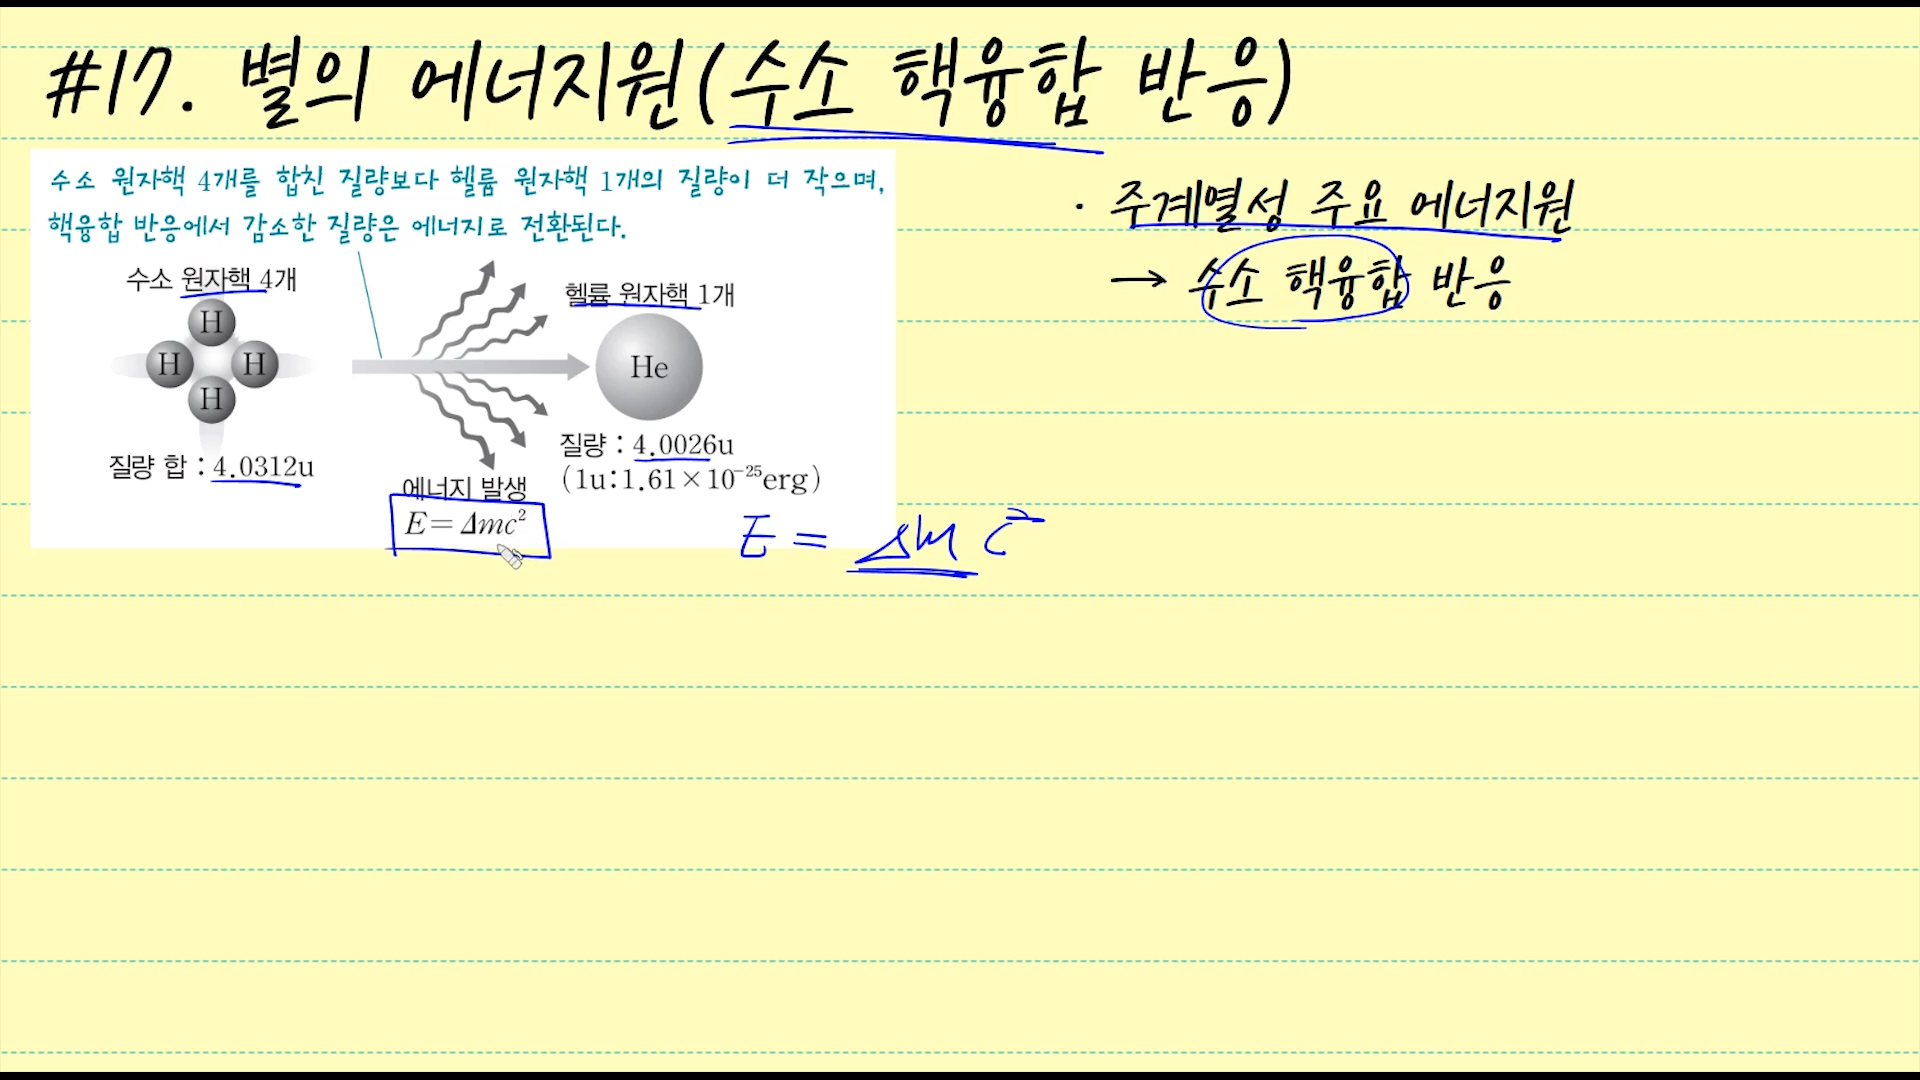 #17. 별의 에너지원(수소 핵융합 반응)
수소 원자핵 4개를 합친 질량보다 헬륨 원자핵 1개의 질량이 더 작으며,
핵융합 반응에서 감소한 질량은 에너지로 전환된다.
수소 원자핵 4개
H
H H
H
질량 합 : 4.0312u
에너지 발생
E=Δmc²
헬륨 원자핵 1개
He
질량 : 4.0026u
(1u:1.61×10⁻²⁵erg)
E = Δm c²
· 주계열성 주요 에너지원
→ 수소 핵융합 반응